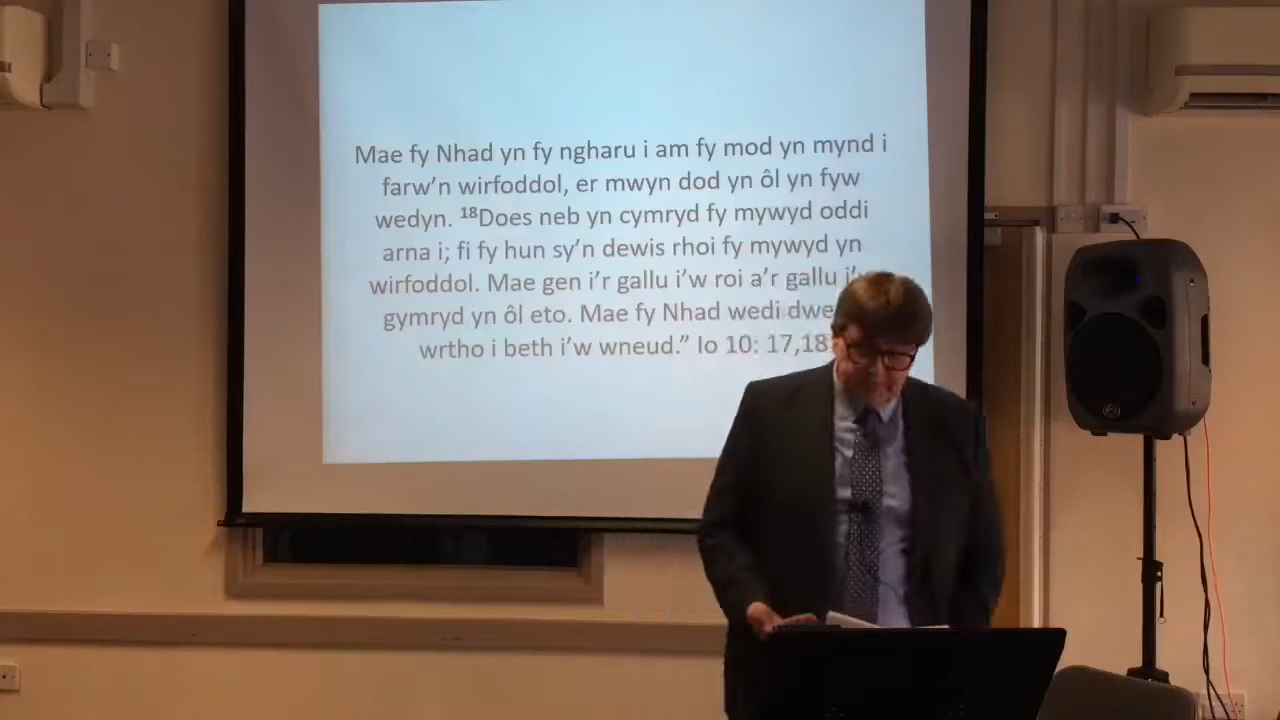 Mae fy Nhad yn fy ngharu i am fy mod yn mynd i
farw’n wirfoddol, er mwyn dod yn ôl yn fyw
wedyn. ¹⁸Does neb yn cymryd fy mywyd oddi
arna i; fi fy hun sy’n dewis rhoi fy mywyd yn
wirfoddol. Mae gen i’r gallu i’w roi a’r gallu i’w
gymryd yn ôl eto. Mae fy Nhad wedi dwe
wrtho i beth i’w wneud.” Io 10: 17,18